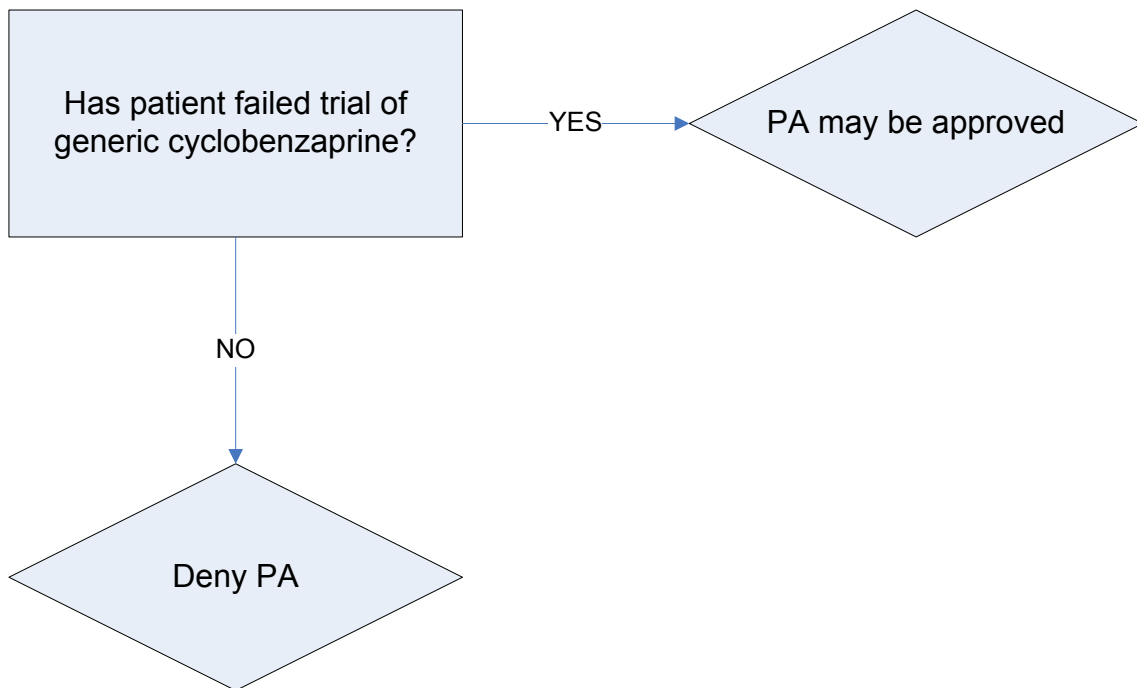 Has patient failed trial of
generic cyclobenzaprine?
YES
PA may be approved
NO
Deny PA